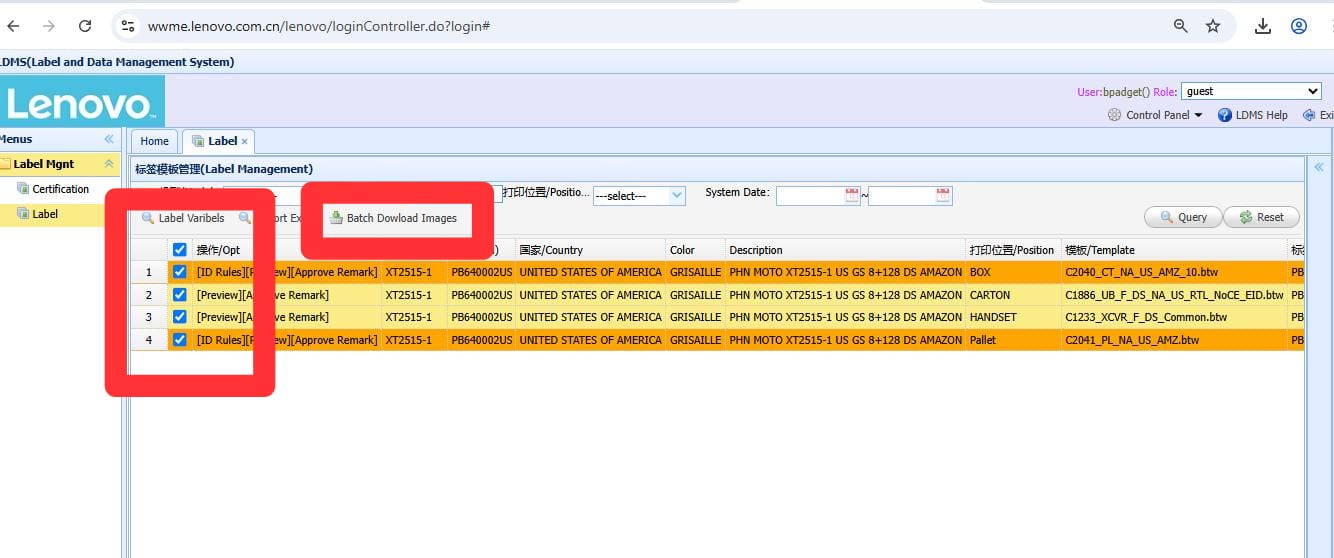 wwme.lenovo.com.cn/lenovo/loginController.do?login#
LDMS(Label and Data Management System)
Lenovo
User:bpadget() Role: guest
Control Panel LDMS Help Exi
Menus
Home Label
Label Mgnt
标签模板管理(Label Management)
Certification
打印位置/Positio... ---select--- System Date: ~
Label
Label Varibels Batch Dowload Images Query Reset
操作/Opt 国家/Country Color Description 打印位置/Position 模板/Template
1 [ID Rules] [Approve Remark] XT2515-1 PB640002US UNITED STATES OF AMERICA GRISAILLE PHN MOTO XT2515-1 US GS 8+128 DS AMAZON BOX C2040_CT_NA_US_AMZ_10.btw PB
2 [Preview] Remark] XT2515-1 PB640002US UNITED STATES OF AMERICA GRISAILLE PHN MOTO XT2515-1 US GS 8+128 DS AMAZON CARTON C1886_UB_F_DS_NA_US_RTL_NoCE_EID.btw PB
3 [Preview] Remark] XT2515-1 PB640002US UNITED STATES OF AMERICA GRISAILLE PHN MOTO XT2515-1 US GS 8+128 DS AMAZON HANDSET C1233_XCVR_F_DS_Common.btw PB
4 [ID Rules] [Approve Remark] XT2515-1 PB640002US UNITED STATES OF AMERICA GRISAILLE PHN MOTO XT2515-1 US GS 8+128 DS AMAZON Pallet C2041_PL_NA_US_AMZ.btw PB